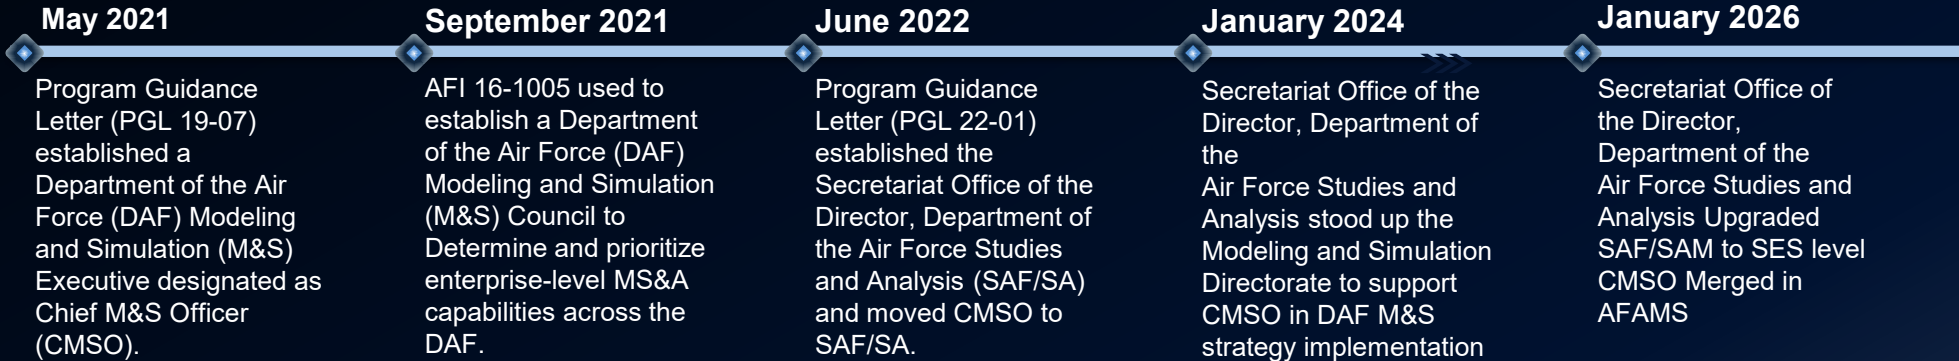 May 2021
Program Guidance
Letter (PGL 19-07)
established a
Department of the Air
Force (DAF) Modeling
and Simulation (M&S)
Executive designated as
Chief M&S Officer
(CMSO).
September 2021
AFI 16-1005 used to
establish a Department
of the Air Force (DAF)
Modeling and Simulation
(M&S) Council to
Determine and prioritize
enterprise-level MS&A
capabilities across the
DAF.
June 2022
Program Guidance
Letter (PGL 22-01)
established the
Secretariat Office of the
Director, Department of
the Air Force Studies
and Analysis (SAF/SA)
and moved CMSO to
SAF/SA.
January 2024
Secretariat Office of the
Director, Department of
the
Air Force Studies and
Analysis stood up the
Modeling and Simulation
Directorate to support
CMSO in DAF M&S
strategy implementation
January 2026
Secretariat Office of
the Director,
Department of the
Air Force Studies and
Analysis Upgraded
SAF/SAM to SES level
CMSO Merged in
AFAMS